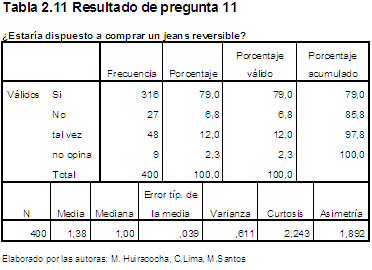 Tabla 2.11 Resultado de pregunta 11
¿Estaría dispuesto a comprar un jeans reversible?
Frecuencia Porcentaje Porcentaje válido Porcentaje acumulado
Válidos Si 316 79,0 79,0 79,0
No 27 6,8 6,8 85,8
tal vez 48 12,0 12,0 97,8
no opina 9 2,3 2,3 100,0
Total 400 100,0 100,0
N Media Mediana Error típ. de la media Varianza Curtosis Asimetría
400 1,38 1,00 ,039 ,611 2,243 1,892
Elaborado por las autoras: M. Huiracocha, C.Lima, M.Santos